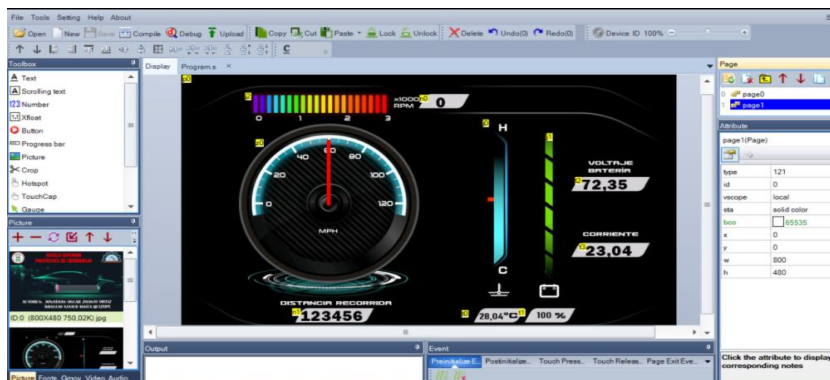 File Tools Setting Help About
Open New Save Compile Debug Upload Copy Cut Paste Lock Unlock Delete Undo(0) Redo(0) Device ID 100%
Toolbox
Display Program.s
Page
A Text
Scrolling text
123 Number
Xfloat
Button
Progress bar
Picture
Crop
Hotspot
TouchCap
Gauge
0 page0
1 page1
Attribute
page1(Page)
type 121
id 0
vscope local
sta solid color
bco 65535
x 0
y 0
w 800
h 480
Click the attribute to display
corresponding notes
x1000
RPM
0
0 1 2 3
0 20 40 60 80 100 120
MPH
H
C
VOLTAJE
BATERÍA
72,35
CORRIENTE
23,04
DISTANCIA RECORRIDA
123456
28,04°C
100 %
Picture
ID:0 (800X480 750,02K) jpg
Picture Fonts Gmov Video Audio
Output
Event
Preinitialize E... Postinitialize... Touch Press... Touch Releas... Page Exit Eve...